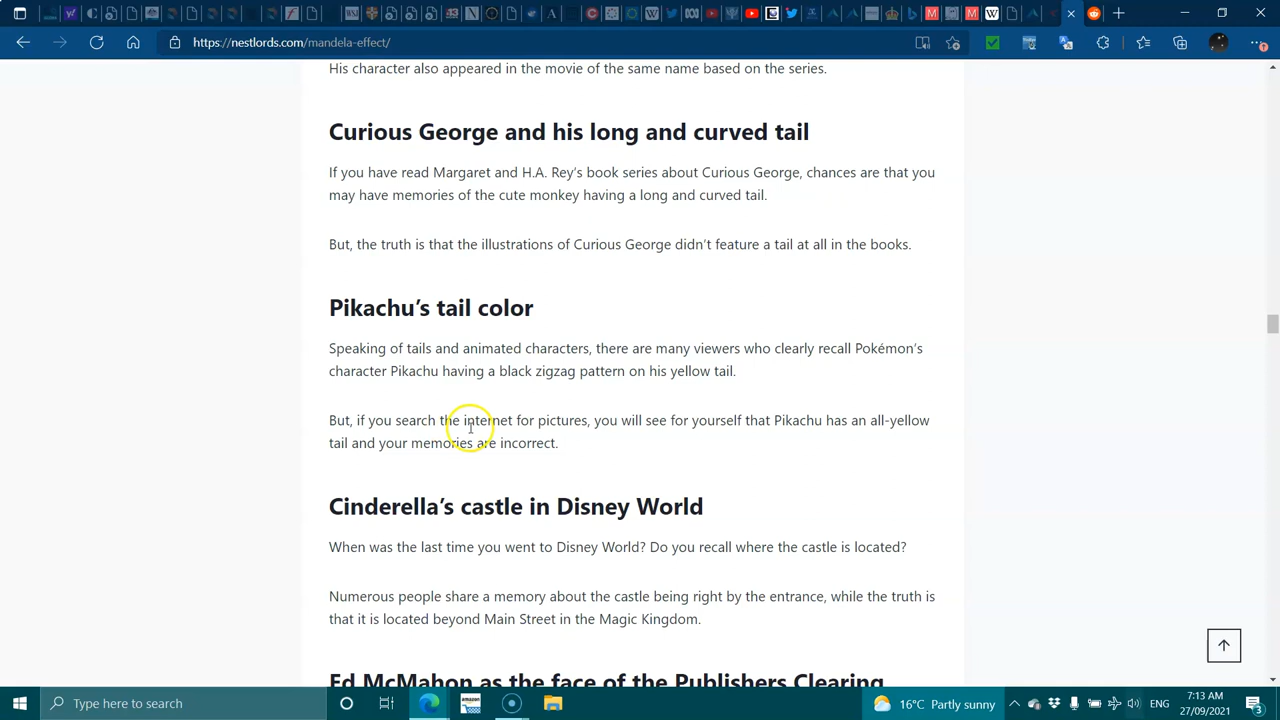 https://nestlords.com/mandela-effect/
His character also appeared in the movie of the same name based on the series.
Curious George and his long and curved tail
If you have read Margaret and H.A. Rey's book series about Curious George, chances are that you
may have memories of the cute monkey having a long and curved tail.
But, the truth is that the illustrations of Curious George didn't feature a tail at all in the books.
Pikachu's tail color
Speaking of tails and animated characters, there are many viewers who clearly recall Pokémon's
character Pikachu having a black zigzag pattern on his yellow tail.
But, if you search the internet for pictures, you will see for yourself that Pikachu has an all-yellow
tail and your memories are incorrect.
Cinderella's castle in Disney World
When was the last time you went to Disney World? Do you recall where the castle is located?
Numerous people share a memory about the castle being right by the entrance, while the truth is
that it is located beyond Main Street in the Magic Kingdom.
Ed McMahon as the face of the Publishers Clearing
Type here to search
amazon
16°C Partly sunny
ENG
7:13 AM
27/09/2021
3